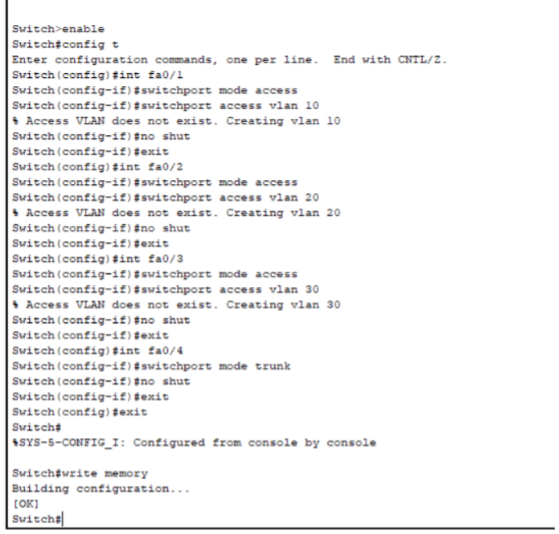 Switch>enable
Switch#config t
Enter configuration commands, one per line.  End with CNTL/Z.
Switch(config)#int fa0/1
Switch(config-if)#switchport mode access
Switch(config-if)#switchport access vlan 10
% Access VLAN does not exist. Creating vlan 10
Switch(config-if)#no shut
Switch(config-if)#exit
Switch(config)#int fa0/2
Switch(config-if)#switchport mode access
Switch(config-if)#switchport access vlan 20
% Access VLAN does not exist. Creating vlan 20
Switch(config-if)#no shut
Switch(config-if)#exit
Switch(config)#int fa0/3
Switch(config-if)#switchport mode access
Switch(config-if)#switchport access vlan 30
% Access VLAN does not exist. Creating vlan 30
Switch(config-if)#no shut
Switch(config-if)#exit
Switch(config)#int fa0/4
Switch(config-if)#switchport mode trunk
Switch(config-if)#no shut
Switch(config-if)#exit
Switch(config)#exit
Switch#
%SYS-5-CONFIG_I: Configured from console by console

Switch#write memory
Building configuration...
[OK]
Switch#